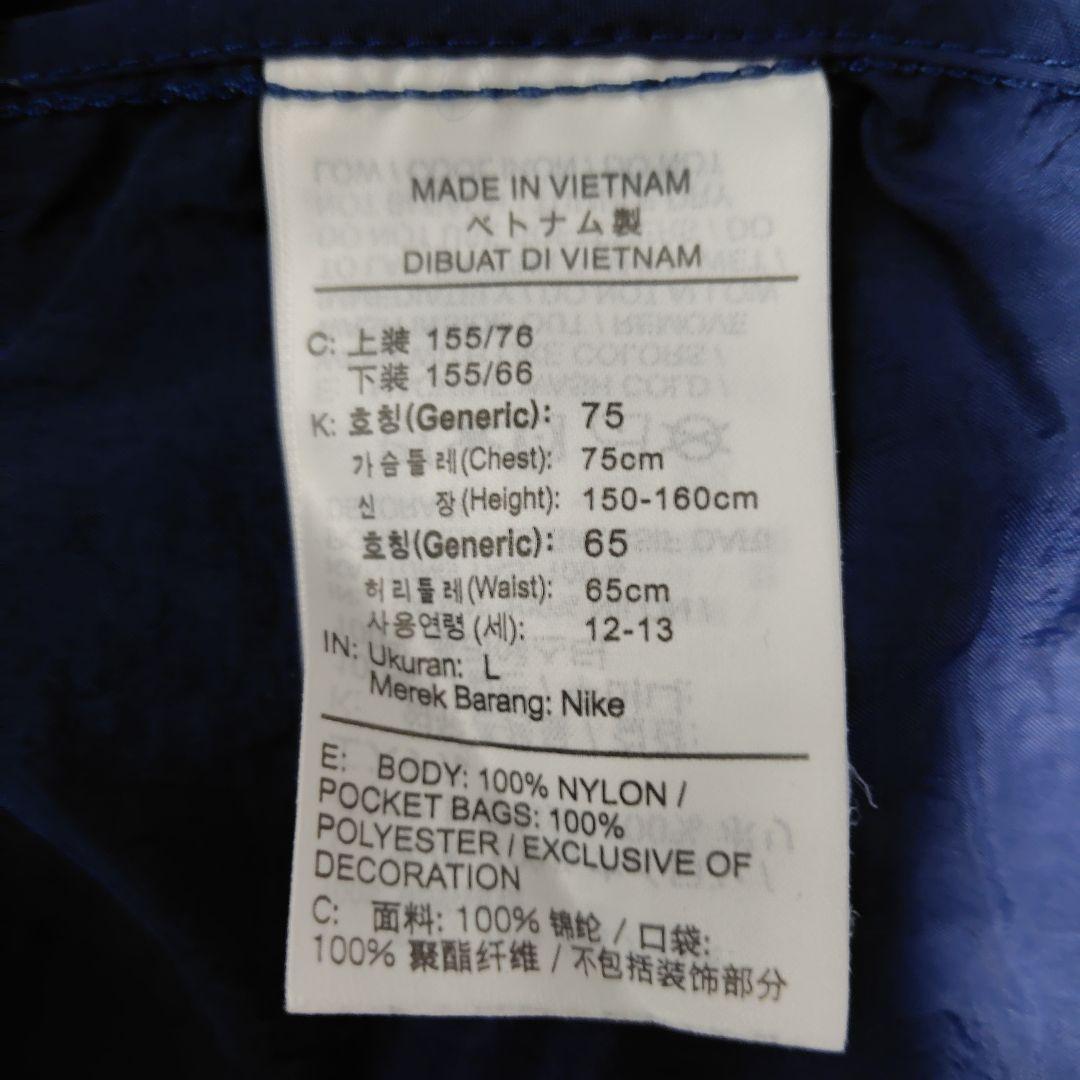 MADE IN VIETNAM
ベトナム製
DIBUAT DI VIETNAM
C: 上装 155/76
下装 155/66
K: 호칭(Generic): 75
가슴둘레(Chest): 75cm
신 장(Height): 150-160cm
호칭(Generic): 65
허리둘레(Waist): 65cm
사용연령(세): 12-13
IN: Ukuran: L
Merek Barang: Nike
E: BODY: 100% NYLON /
POCKET BAGS: 100%
POLYESTER / EXCLUSIVE OF
DECORATION
C: 面料: 100% 锦纶 / 口袋:
100% 聚酯纤维 / 不包括装饰部分